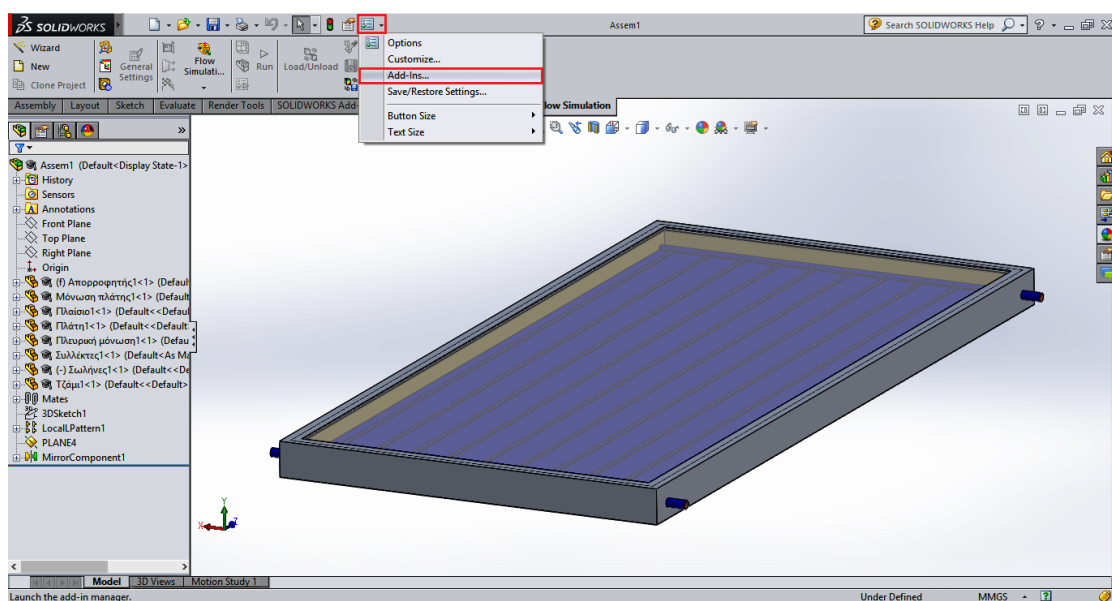 SOLIDWORKS
Assem1
Search SOLIDWORKS Help
Wizard
New
Clone Project
General
Settings
Flow
Simulati...
Run
Load/Unload
Options
Customize...
Add-Ins...
Save/Restore Settings...
Button Size
Text Size
Assembly
Layout
Sketch
Evaluate
Render Tools
SOLIDWORKS Add-
low Simulation
Assem1 (Default<Display State-1>
History
Sensors
Annotations
Front Plane
Top Plane
Right Plane
Origin
(f) Απορροφητής1<1> (Defaul
Μόνωση πλάτης1<1> (Default
Πλαίσιο1<1> (Default<<Defaul
Πλάτη1<1> (Default<<Default:
Πλευρική μόνωση1<1> (Defau
Συλλέκτες1<1> (Default<As Ma
(-) Σωλήνες1<1> (Default<<De
Τζάμι1<1> (Default<<Default>
Mates
3DSketch1
LocalLPattern1
PLANE4
MirrorComponent1
Y
X
Z
Model
3D Views
Motion Study 1
Launch the add-in manager.
Under Defined
MMGS